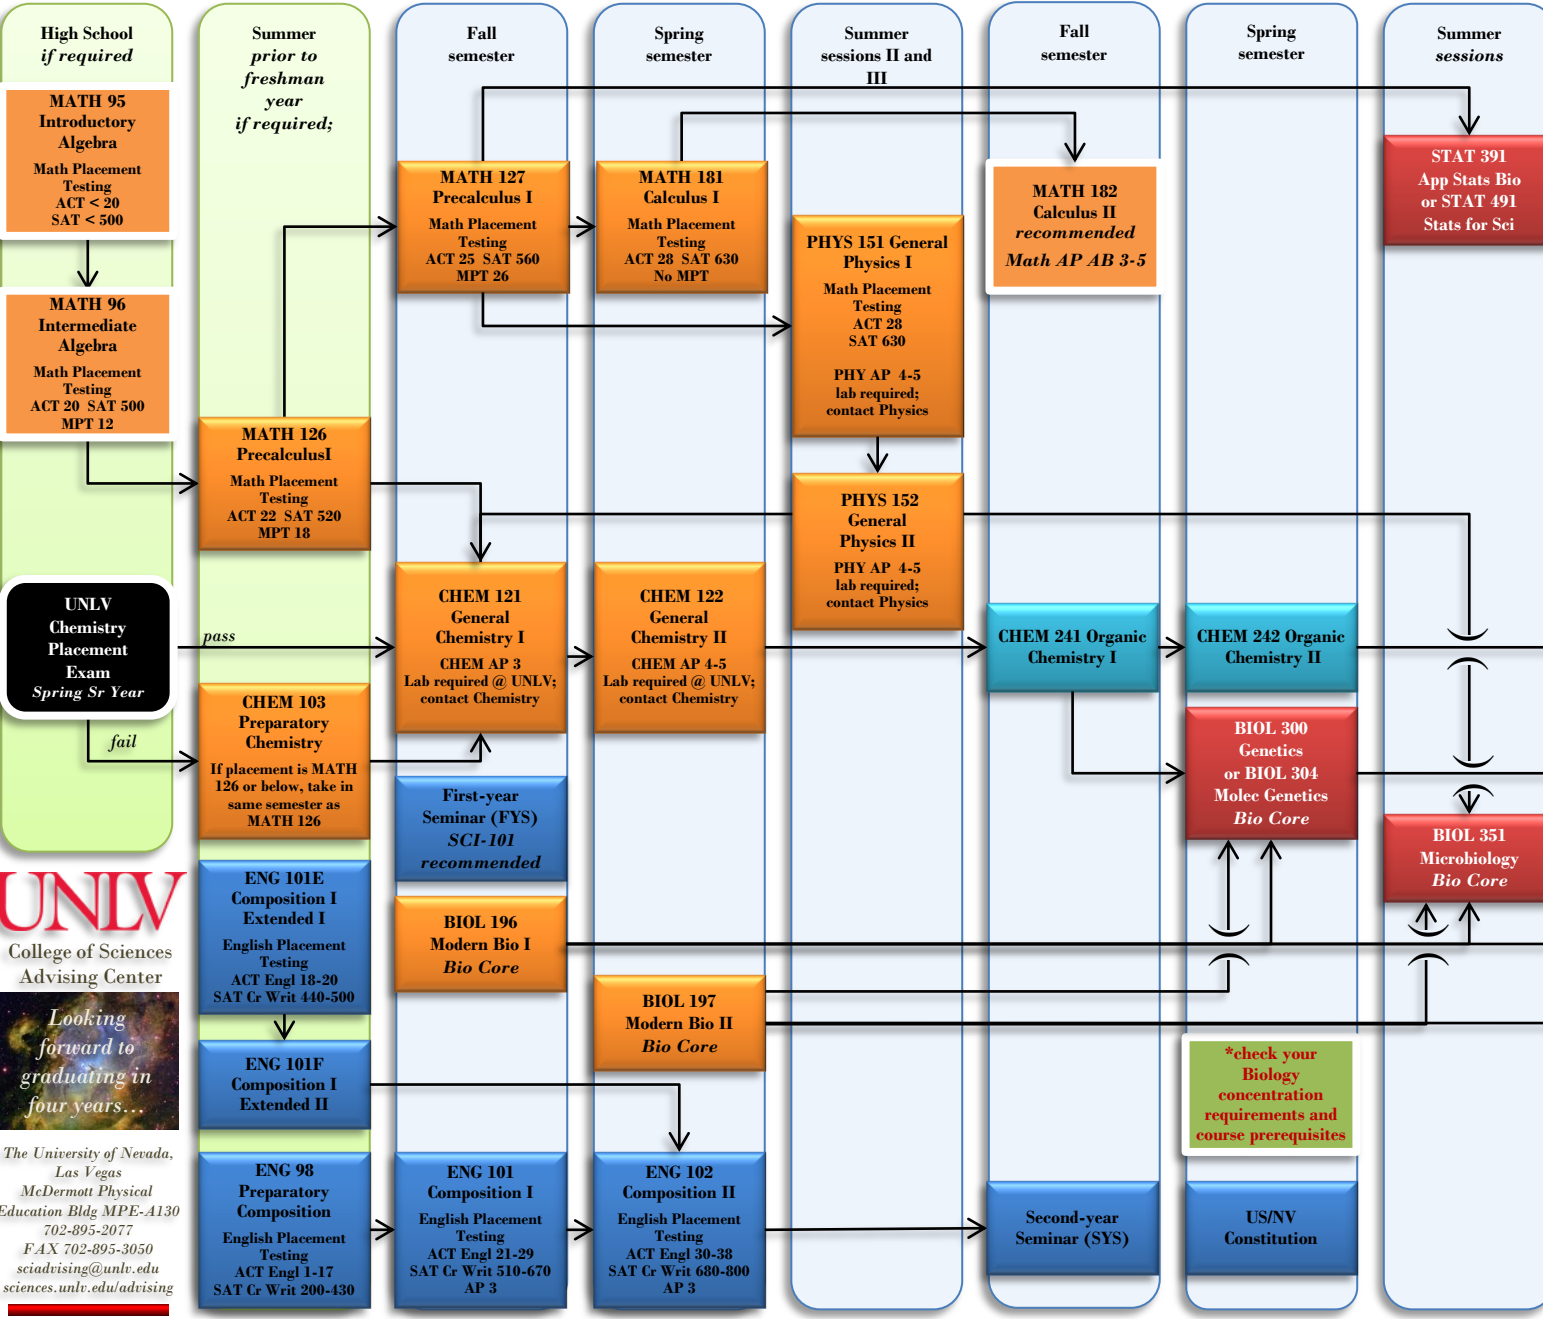 High School
if required
MATH 95
Introductory
Algebra
Math Placement
Testing
ACT < 20
SAT < 500
MATH 96
Intermediate
Algebra
Math Placement
Testing
ACT 20 SAT 500
MPT 12
UNLV
Chemistry
Placement
Exam
Spring Sr Year
pass
fail
UNLV
College of Sciences
Advising Center
Looking
forward to
graduating in
four years...
The University of Nevada,
Las Vegas
McDermott Physical
Education Bldg MPE-A130
702-895-2077
FAX 702-895-3050
sciadvising@unlv.edu
sciences.unlv.edu/advising
Summer
prior to
freshman
year
if required;
MATH 126
PrecalculusI
Math Placement
Testing
ACT 22 SAT 520
MPT 18
CHEM 103
Preparatory
Chemistry
If placement is MATH
126 or below, take in
same semester as
MATH 126
ENG 101E
Composition I
Extended I
English Placement
Testing
ACT Engl 18-20
SAT Cr Writ 440-500
ENG 101F
Composition I
Extended II
ENG 98
Preparatory
Composition
English Placement
Testing
ACT Engl 1-17
SAT Cr Writ 200-430
Fall
semester
MATH 127
Precalculus I
Math Placement
Testing
ACT 25 SAT 560
MPT 26
CHEM 121
General
Chemistry I
CHEM AP 3
Lab required @ UNLV;
contact Chemistry
First-year
Seminar (FYS)
SCI-101
recommended
BIOL 196
Modern Bio I
Bio Core
ENG 101
Composition I
English Placement
Testing
ACT Engl 21-29
SAT Cr Writ 510-670
AP 3
Spring
semester
MATH 181
Calculus I
Math Placement
Testing
ACT 28 SAT 630
No MPT
CHEM 122
General
Chemistry II
CHEM AP 4-5
Lab required @ UNLV;
contact Chemistry
BIOL 197
Modern Bio II
Bio Core
ENG 102
Composition II
English Placement
Testing
ACT Engl 30-38
SAT Cr Writ 680-800
AP 3
Summer
sessions II and
III
PHYS 151 General
Physics I
Math Placement
Testing
ACT 28
SAT 630
PHY AP 4-5
lab required;
contact Physics
PHYS 152
General
Physics II
PHY AP 4-5
lab required;
contact Physics
Fall
semester
MATH 182
Calculus II
recommended
Math AP AB 3-5
CHEM 241 Organic
Chemistry I
Second-year
Seminar (SYS)
Spring
semester
CHEM 242 Organic
Chemistry II
BIOL 300
Genetics
or BIOL 304
Molec Genetics
Bio Core
*check your
Biology
concentration
requirements and
course prerequisites
US/NV
Constitution
Summer
sessions
STAT 391
App Stats Bio
or STAT 491
Stats for Sci
BIOL 351
Microbiology
Bio Core